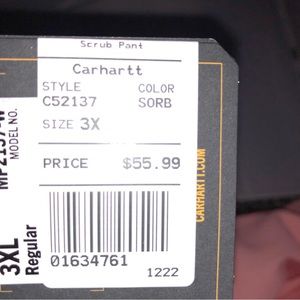 Scrub Pant
Carhartt
STYLE COLOR
C52137 SORB
SIZE 3X
PRICE $55.99
01634761
1222
MODEL NO.
3XL
Regular
CARHARTT.COM